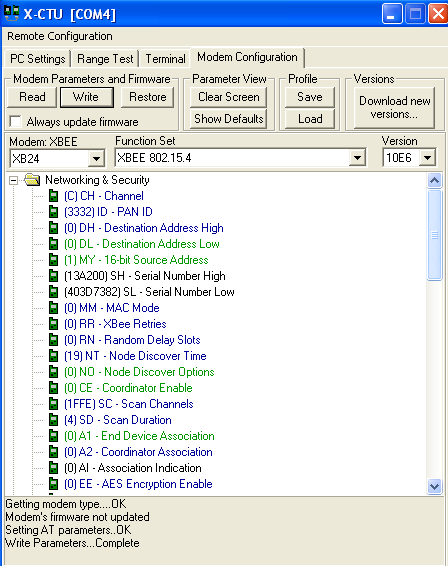 X-CTU [COM4]
Remote Configuration
PC Settings Range Test Terminal Modem Configuration
Modem Parameters and Firmware Parameter View Profile Versions
Read Write Restore Clear Screen Save Download new versions...
Always update firmware Show Defaults Load
Modem: XBEE Function Set Version
XB24 XBEE 802.15.4 10E6
Networking & Security
(C) CH - Channel
(3332) ID - PAN ID
(0) DH - Destination Address High
(0) DL - Destination Address Low
(1) MY - 16-bit Source Address
(13A200) SH - Serial Number High
(403D7382) SL - Serial Number Low
(0) MM - MAC Mode
(0) RR - XBee Retries
(0) RN - Random Delay Slots
(19) NT - Node Discover Time
(0) NO - Node Discover Options
(0) CE - Coordinator Enable
(1FFE) SC - Scan Channels
(4) SD - Scan Duration
(0) A1 - End Device Association
(0) A2 - Coordinator Association
(0) AI - Association Indication
(0) EE - AES Encryption Enable
Getting modem type....OK
Modem's firmware not updated
Setting AT parameters..OK
Write Parameters...Complete